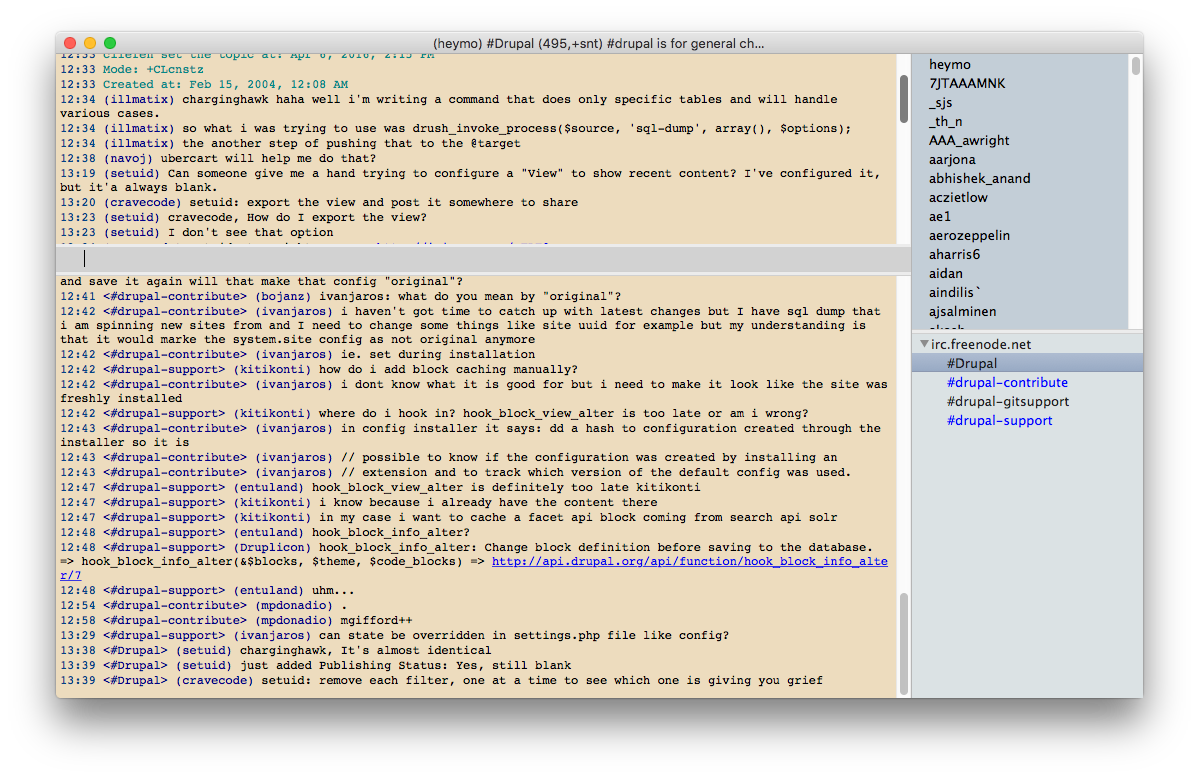 (heymo) #Drupal (495,+snt) #drupal is for general ch...
12:33 Mode: +CLcnstz
12:33 Created at: Feb 15, 2004, 12:08 AM
12:34 (illmatix) charginghawk haha well i'm writing a command that does only specific tables and will handle
various cases.
12:34 (illmatix) so what i was trying to use was drush_invoke_process($source, 'sql-dump', array(), $options);
12:34 (illmatix) the another step of pushing that to the @target
12:38 (navoj) ubercart will help me do that?
13:19 (setuid) Can someone give me a hand trying to configure a "View" to show recent content? I've configured it,
but it'a always blank.
13:20 (cravecode) setuid: export the view and post it somewhere to share
13:23 (setuid) cravecode, How do I export the view?
13:23 (setuid) I don't see that option
and save it again will that make that config "original"?
12:41 <#drupal-contribute> (bojanz) ivanjaros: what do you mean by "original"?
12:42 <#drupal-contribute> (ivanjaros) i haven't got time to catch up with latest changes but I have sql dump that
i am spinning new sites from and I need to change some things like site uuid for example but my understanding is
that it would marke the system.site config as not original anymore
12:42 <#drupal-contribute> (ivanjaros) ie. set during installation
12:42 <#drupal-support> (kitikonti) how do i add block caching manually?
12:42 <#drupal-contribute> (ivanjaros) i dont know what it is good for but i need to make it look like the site was
freshly installed
12:42 <#drupal-support> (kitikonti) where do i hook in? hook_block_view_alter is too late or am i wrong?
12:43 <#drupal-contribute> (ivanjaros) in config installer it says: dd a hash to configuration created through the
installer so it is
12:43 <#drupal-contribute> (ivanjaros) // possible to know if the configuration was created by installing an
12:43 <#drupal-contribute> (ivanjaros) // extension and to track which version of the default config was used.
12:47 <#drupal-support> (entuland) hook_block_view_alter is definitely too late kitikonti
12:47 <#drupal-support> (kitikonti) i know because i already have the content there
12:47 <#drupal-support> (kitikonti) in my case i want to cache a facet api block coming from search api solr
12:48 <#drupal-support> (entuland) hook_block_info_alter?
12:48 <#drupal-support> (Druplicon) hook_block_info_alter: Change block definition before saving to the database.
=> hook_block_info_alter(&$blocks, $theme, $code_blocks) => http://api.drupal.org/api/function/hook_block_info_alte
r/7
12:48 <#drupal-support> (entuland) uhm...
12:54 <#drupal-contribute> (mpdonadio) .
12:58 <#drupal-contribute> (mpdonadio) mgifford++
13:29 <#drupal-support> (ivanjaros) can state be overridden in settings.php file like config?
13:38 <#Drupal> (setuid) charginghawk, It's almost identical
13:39 <#Drupal> (setuid) just added Publishing Status: Yes, still blank
13:39 <#Drupal> (cravecode) setuid: remove each filter, one at a time to see which one is giving you grief
heymo
7JTAAAMNK
_sjs
_th_n
AAA_awright
aarjona
abhishek_anand
aczietlow
ae1
aerozeppelin
aharris6
aidan
aindilis`
ajsalminen
irc.freenode.net
#Drupal
#drupal-contribute
#drupal-gitsupport
#drupal-support